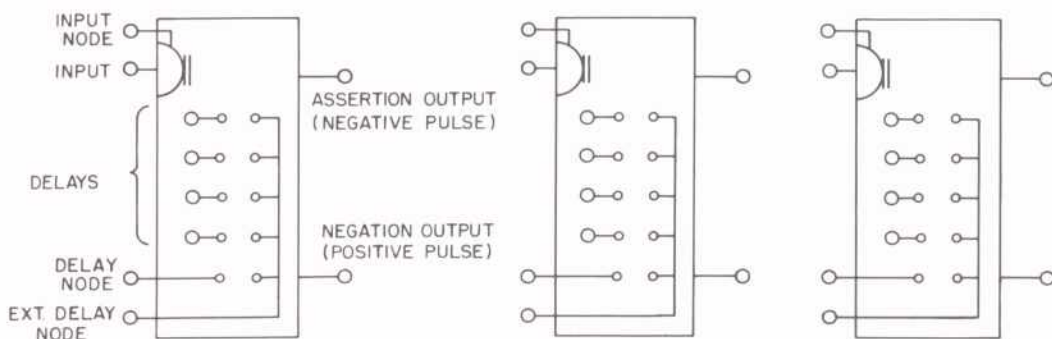 INPUT
NODE
INPUT
ASSERTION OUTPUT
(NEGATIVE PULSE)
DELAYS
NEGATION OUTPUT
(POSITIVE PULSE)
DELAY
NODE
EXT. DELAY
NODE